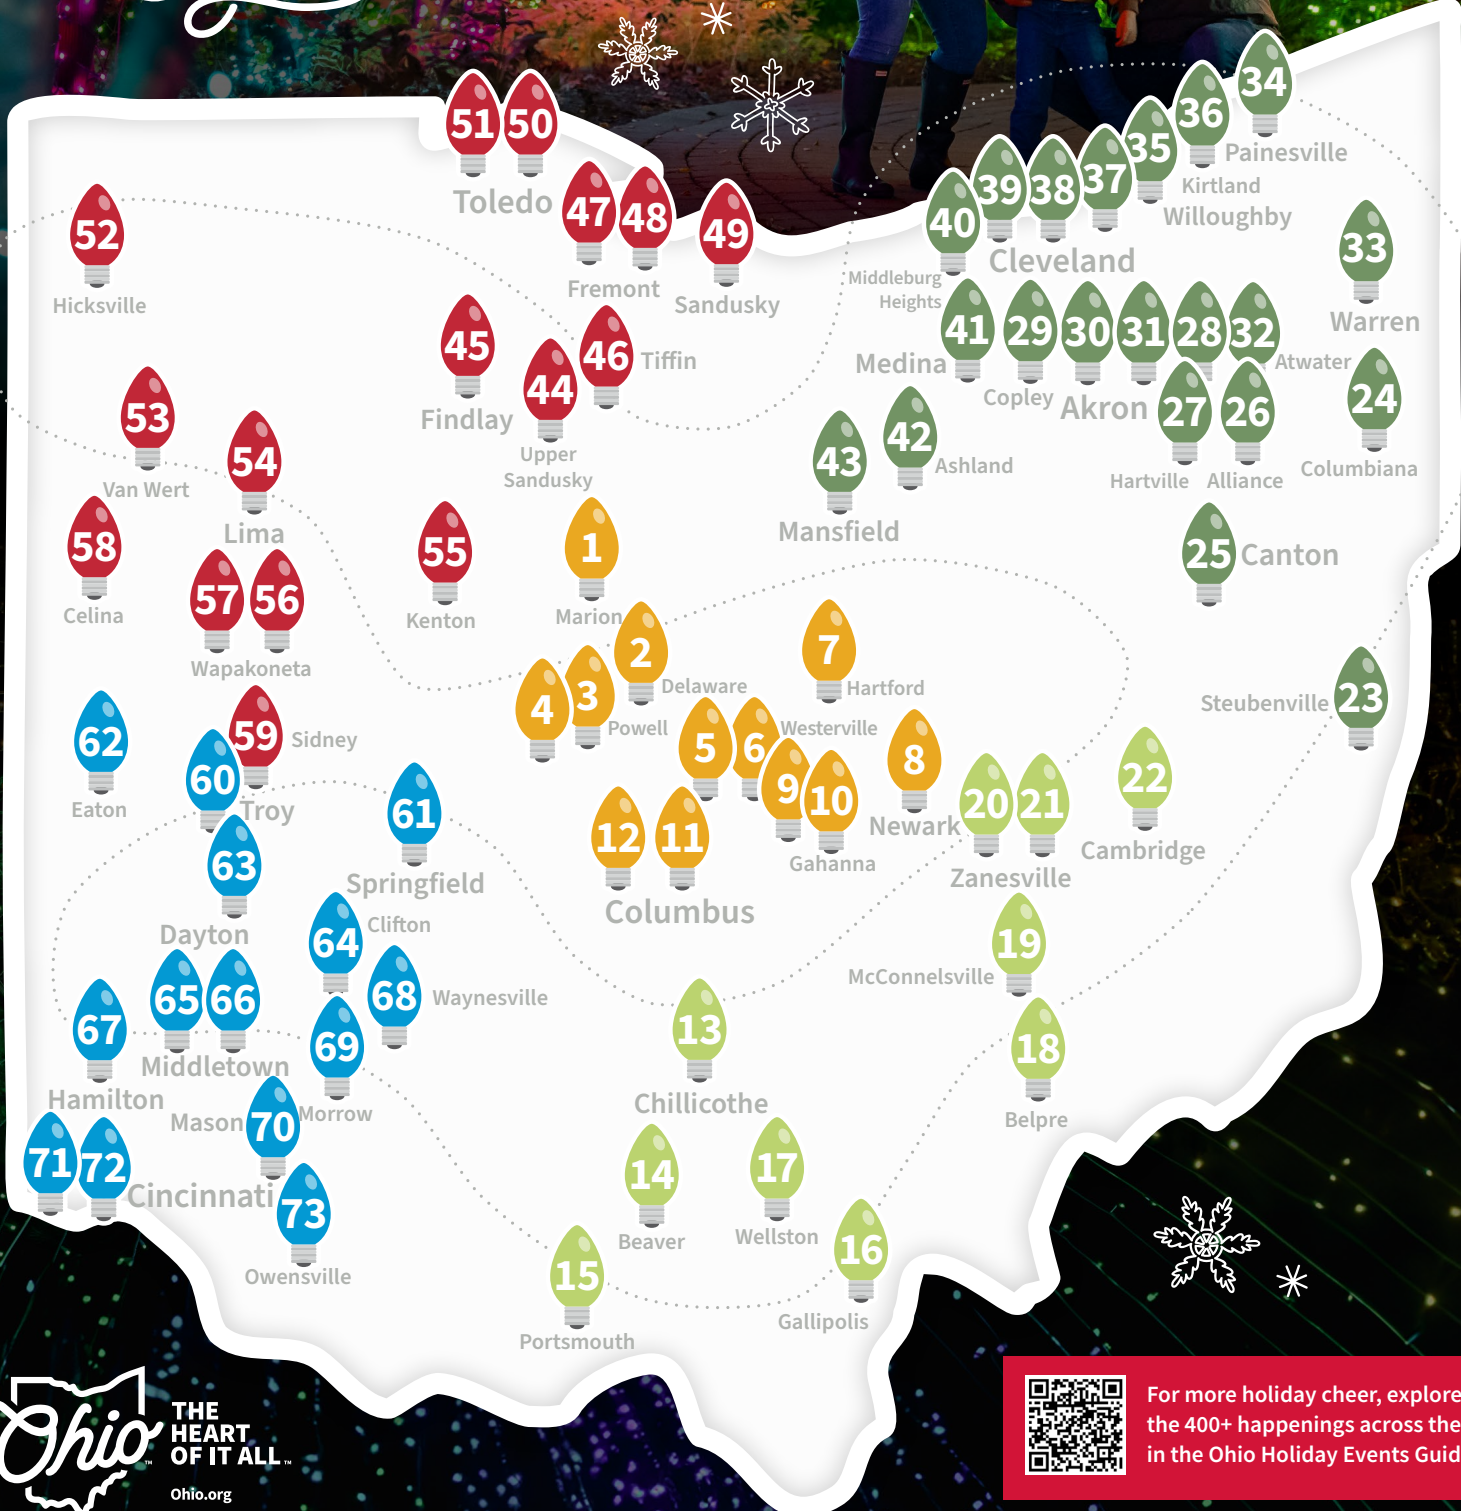 34
36
51 50
35
Painesville
39 38 37
Kirtland
47 48
40
Willoughby
Toledo
52
49
33
Cleveland
Fremont
Middleburg
Heights
Hicksville
Sandusky
41 29 30 31 28 32
Warren
45
46
Tiffin
Medina
Atwater
44
Copley
Akron
27 26
24
53
Findlay
43
42
Ashland
54
Upper
Sandusky
Columbiana
Van Wert
Hartville
Alliance
Lima
Mansfield
58
55
1
25
Canton
57 56
Celina
Kenton
Marion
Wapakoneta
2
7
4 3
Delaware
Hartford
23
Steubenville
62
59
Sidney
Powell
5 6
Westerville
8
22
60
9 10
20 21
Eaton
Troy
61
12 11
Newark
Gahanna
Cambridge
63
Springfield
Zanesville
Columbus
Dayton
64
Clifton
19
McConnelsville
65 66
68
Waynesville
67
69
13
18
Middletown
Hamilton
Chillicothe
Mason
70
Morrow
Belpre
71 72
14
17
Cincinnati
73
Beaver
Wellston
16
15
Owensville
Gallipolis
Portsmouth
Ohio
THE
HEART
OF IT ALL
Ohio.org
For more holiday cheer, explore
the 400+ happenings across the
in the Ohio Holiday Events Guid